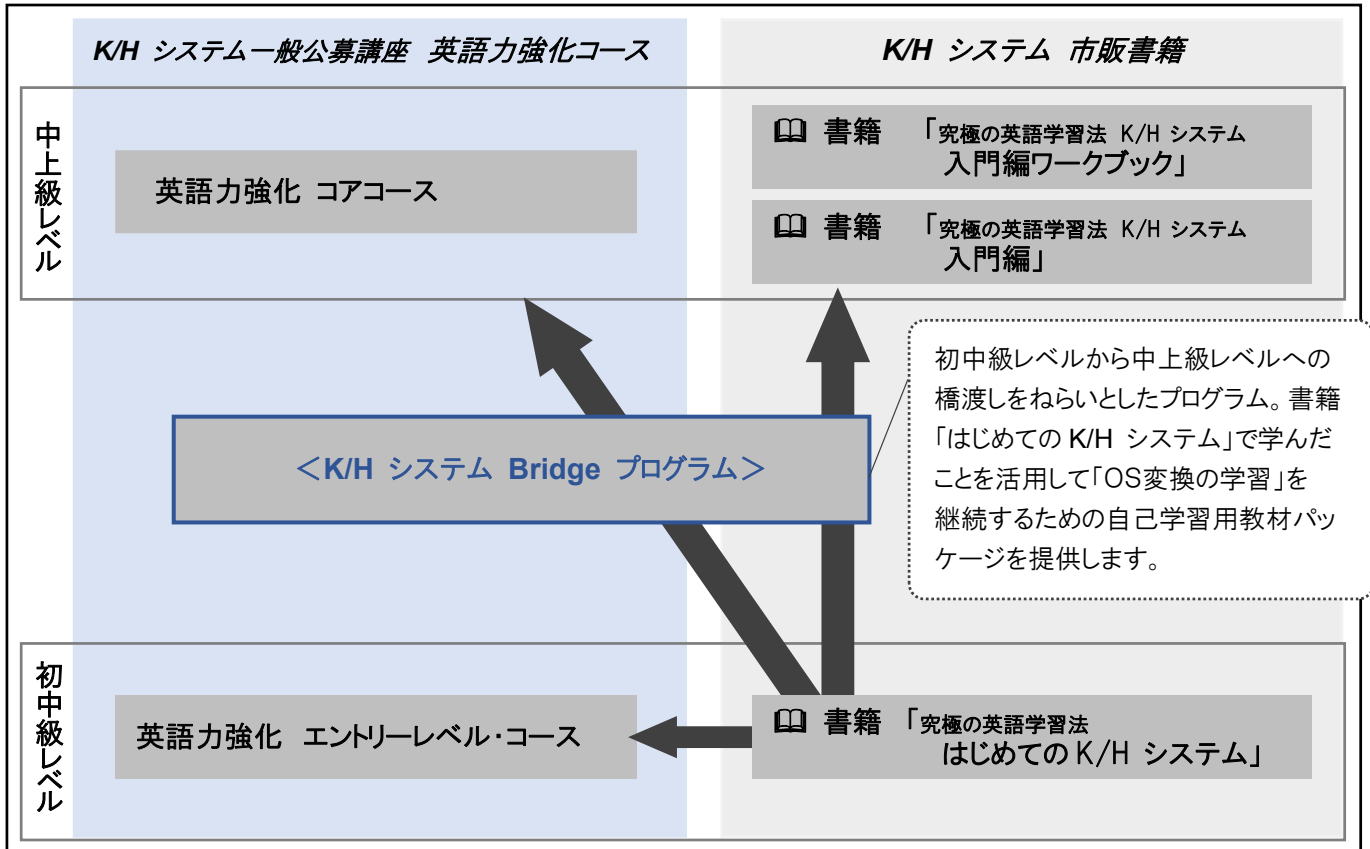 K/H システム一般公募講座 英語力強化コース
K/H システム 市販書籍
中上級レベル
英語力強化 コアコース
書籍 「究極の英語学習法 K/H システム
入門編ワークブック」
書籍 「究極の英語学習法 K/H システム
入門編」
初中級レベルから中上級レベルへの
橋渡しをねらいとしたプログラム。書籍
「はじめての K/H システム」で学んだ
ことを活用して「OS変換の学習」を
継続するための自己学習用教材パッ
ケージを提供します。
＜K/H システム Bridge プログラム＞
初中級レベル
英語力強化 エントリーレベル・コース
書籍 「究極の英語学習法
はじめての K/H システム」